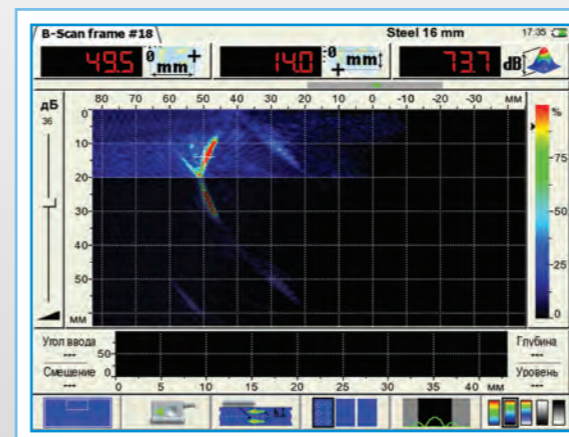 B-Scan frame #18 Steel 16 mm 17:35
49.5 0 mm + 14.0 0 + mm 73.7 dB
дБ 80 70 60 50 40 30 20 10 0 -10 -20 -30 мм %
36 0
10 75
20
30 50
40 25
50
мм 0
Угол ввода Глубина
--- 50 ---
Смещение Уровень
--- 0 ---
0 5 10 15 20 25 30 35 40 мм